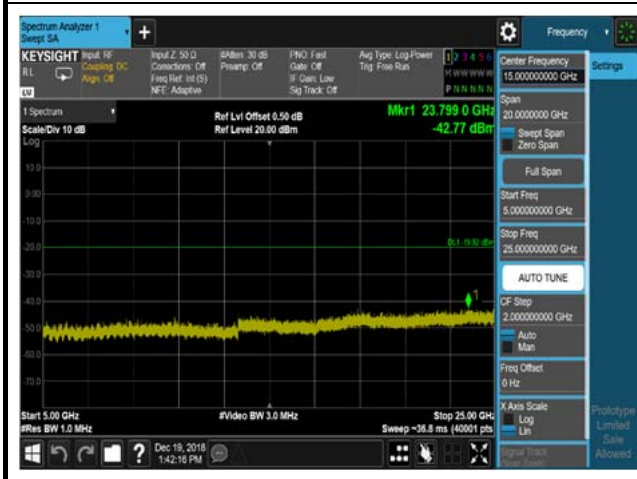 Spectrum Analyzer 1
Swept SA
+
Frequency
KEYSIGHT
RL
LV
Input: RF
Coupling: DC
Align: Off
Input Z: 50 Ω
Corrections: Off
Freq Ref: Int (S)
NFE: Adaptive
#Atten: 30 dB
Preamp: Off
PNO: Fast
Gate: Off
IF Gain: Low
Sig Track: Off
Avg Type: Log-Power
Trig: Free Run
1 2 3 4 5 6
M W W W W W
P N N N N N
1 Spectrum
Scale/Div 10 dB
Log
Ref Lvl Offset 0.50 dB
Ref Level 20.00 dBm
Mkr1 23.799 0 GHz
-42.77 dBm
10.0
0.00
-10.0
-20.0
-30.0
-40.0
-50.0
-60.0
-70.0
1
Start 5.00 GHz
#Res BW 1.0 MHz
#Video BW 3.0 MHz
Stop 25.00 GHz
Sweep ~36.8 ms (40001 pts
?
Dec 19, 2018
1:42:16 PM
Center Frequency
15.000000000 GHz
Span
20.0000000 GHz
Swept Span
Zero Span
Full Span
Start Freq
5.000000000 GHz
Stop Freq
25.000000000 GHz
AUTO TUNE
CF Step
2.000000000 GHz
Auto
Man
Freq Offset
0 Hz
X Axis Scale
Log
Lin
Signal Track
Settings
Prototype
Limited
Sale
Allowed